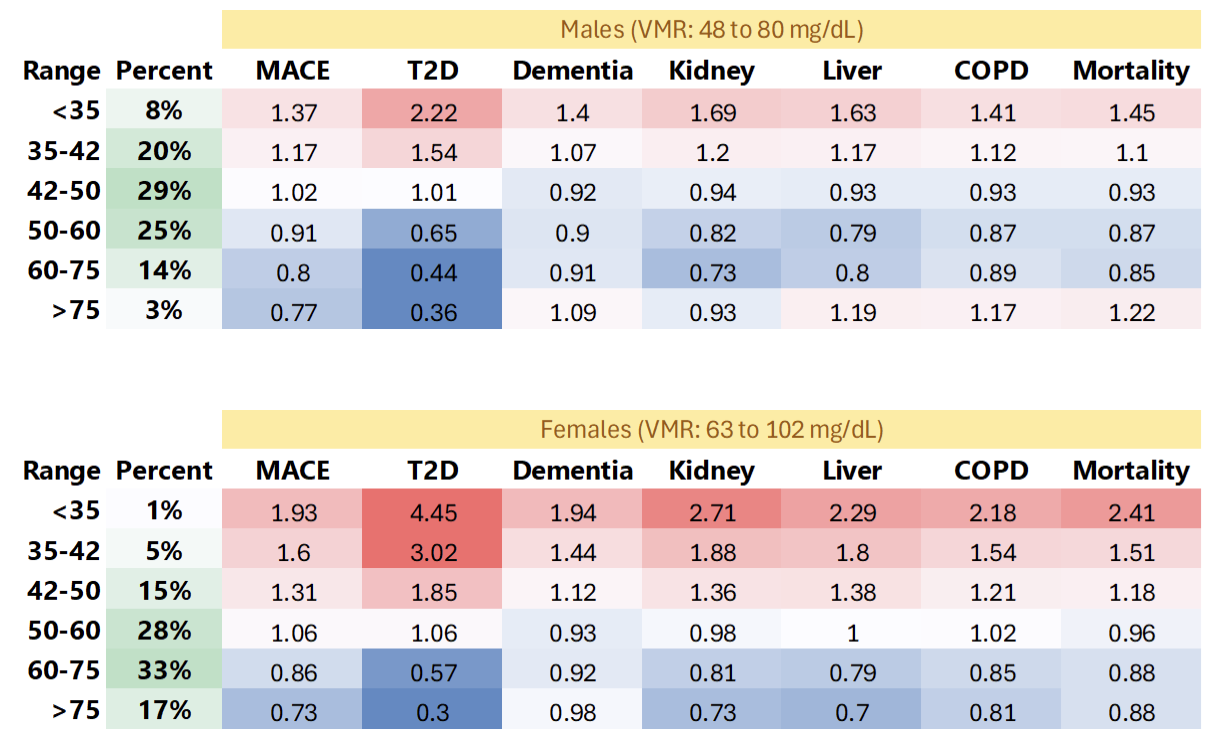 Males (VMR: 48 to 80 mg/dL)
Range Percent MACE T2D Dementia Kidney Liver COPD Mortality
<35 8% 1.37 2.22 1.4 1.69 1.63 1.41 1.45
35-42 20% 1.17 1.54 1.07 1.2 1.17 1.12 1.1
42-50 29% 1.02 1.01 0.92 0.94 0.93 0.93 0.93
50-60 25% 0.91 0.65 0.9 0.82 0.79 0.87 0.87
60-75 14% 0.8 0.44 0.91 0.73 0.8 0.89 0.85
>75 3% 0.77 0.36 1.09 0.93 1.19 1.17 1.22
Females (VMR: 63 to 102 mg/dL)
Range Percent MACE T2D Dementia Kidney Liver COPD Mortality
<35 1% 1.93 4.45 1.94 2.71 2.29 2.18 2.41
35-42 5% 1.6 3.02 1.44 1.88 1.8 1.54 1.51
42-50 15% 1.31 1.85 1.12 1.36 1.38 1.21 1.18
50-60 28% 1.06 1.06 0.93 0.98 1 1.02 0.96
60-75 33% 0.86 0.57 0.92 0.81 0.79 0.85 0.88
>75 17% 0.73 0.3 0.98 0.73 0.7 0.81 0.88